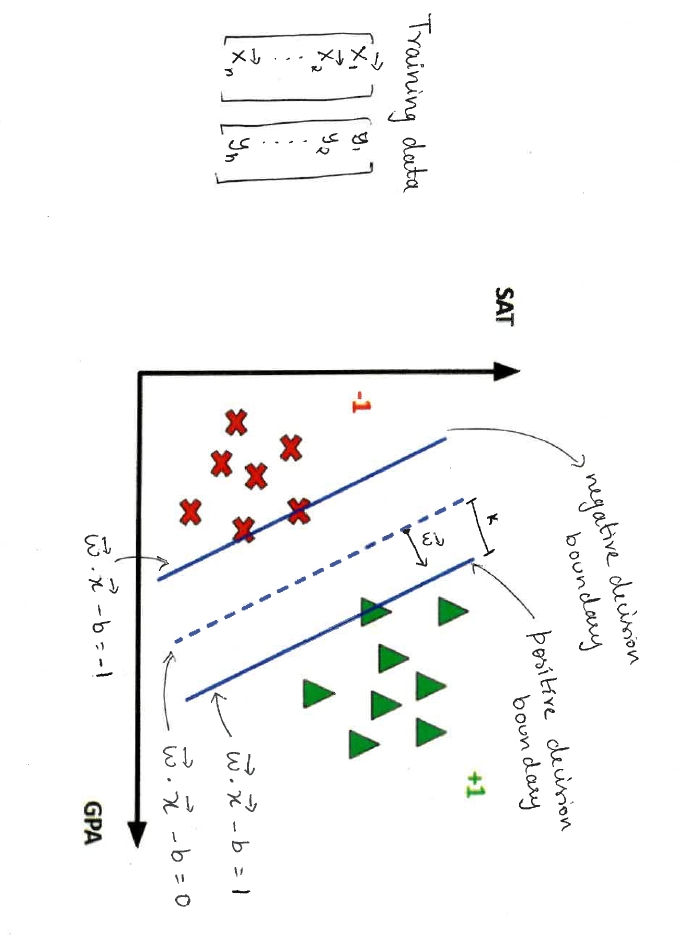 Training data
[x⃗₁] [y₁]
[x⃗₂] [y₂]
⋮ ⋮
[x⃗ₙ] [yₙ]
negative decision
boundary
positive decision
boundary
SAT
+1
-1
k
w⃗
w⃗ · x⃗ - b = 1
w⃗ · x⃗ - b = 0
w⃗ · x⃗ - b = -1
GPA